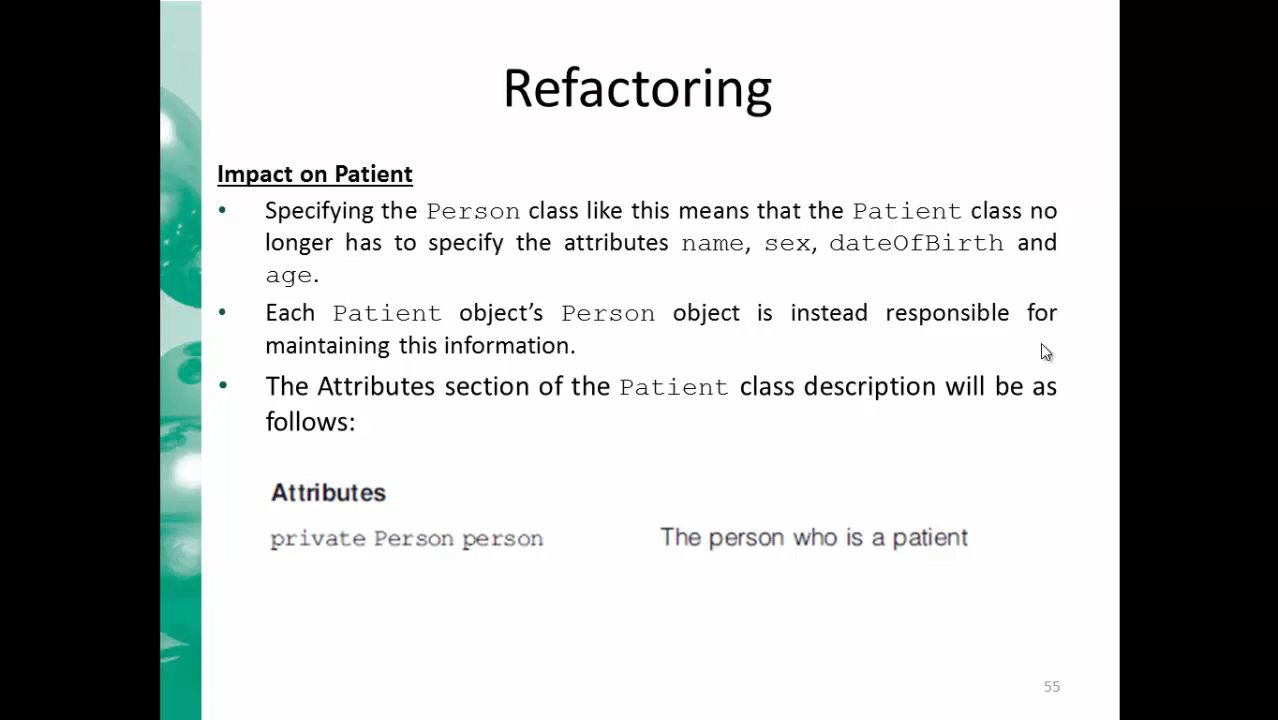 Refactoring
Impact on Patient
• Specifying the Person class like this means that the Patient class no
longer has to specify the attributes name, sex, dateOfBirth and
age.
• Each Patient object’s Person object is instead responsible for
maintaining this information.
• The Attributes section of the Patient class description will be as
follows:
Attributes
private Person person The person who is a patient
55